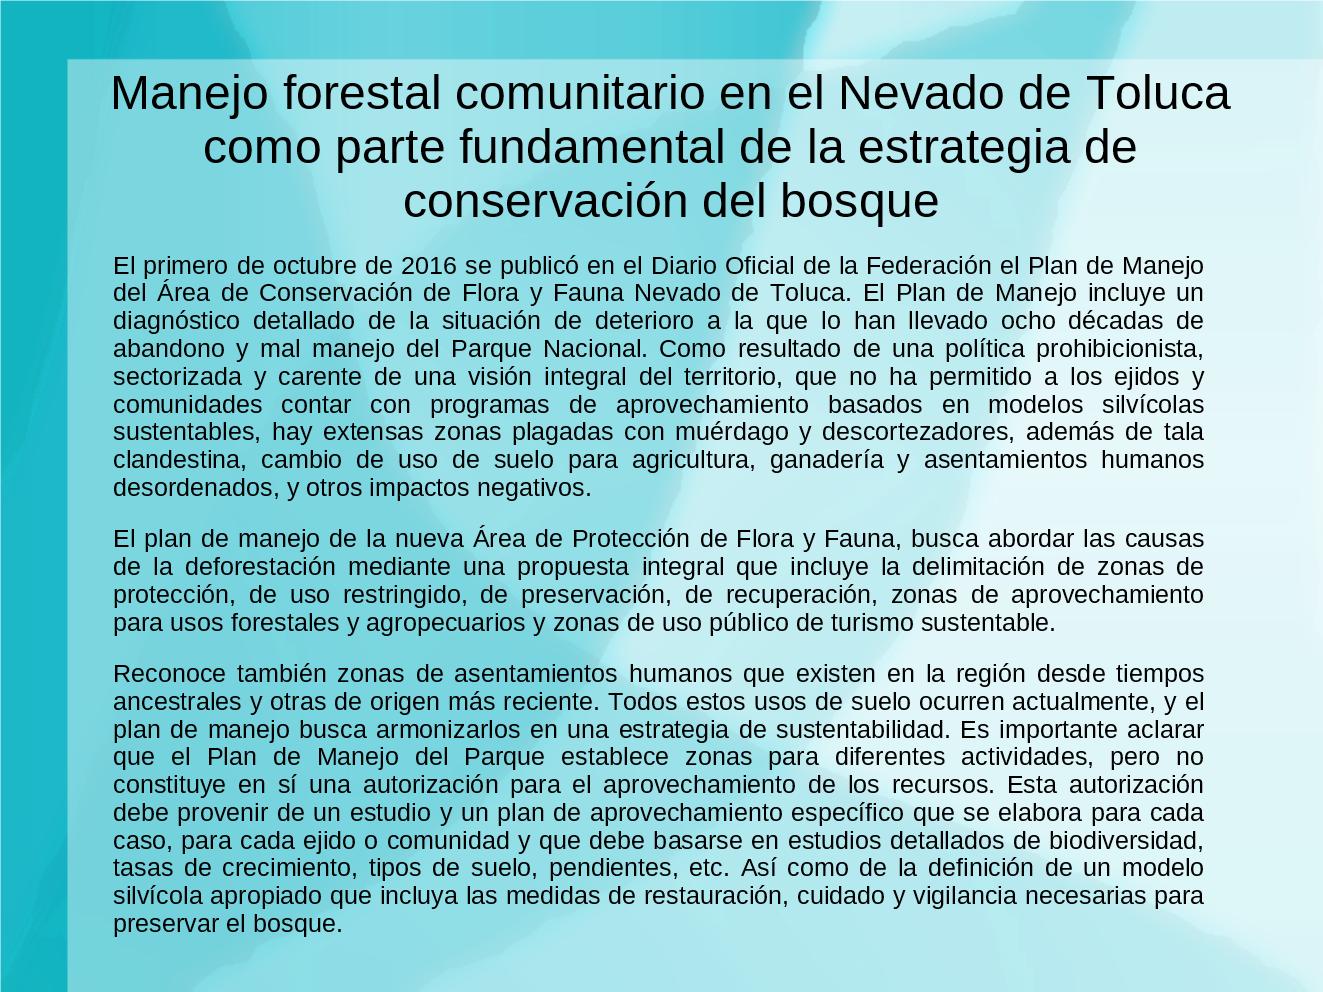 Manejo forestal comunitario en el Nevado de Toluca
como parte fundamental de la estrategia de
conservación del bosque
El primero de octubre de 2016 se publicó en el Diario Oficial de la Federación el Plan de Manejo
del Área de Conservación de Flora y Fauna Nevado de Toluca. El Plan de Manejo incluye un
diagnóstico detallado de la situación de deterioro a la que lo han llevado ocho décadas de
abandono y mal manejo del Parque Nacional. Como resultado de una política prohibicionista,
sectorizada y carente de una visión integral del territorio, que no ha permitido a los ejidos y
comunidades contar con programas de aprovechamiento basados en modelos silvícolas
sustentables, hay extensas zonas plagadas con muérdago y descortezadores, además de tala
clandestina, cambio de uso de suelo para agricultura, ganadería y asentamientos humanos
desordenados, y otros impactos negativos.
El plan de manejo de la nueva Área de Protección de Flora y Fauna, busca abordar las causas
de la deforestación mediante una propuesta integral que incluye la delimitación de zonas de
protección, de uso restringido, de preservación, de recuperación, zonas de aprovechamiento
para usos forestales y agropecuarios y zonas de uso público de turismo sustentable.
Reconoce también zonas de asentamientos humanos que existen en la región desde tiempos
ancestrales y otras de origen más reciente. Todos estos usos de suelo ocurren actualmente, y el
plan de manejo busca armonizarlos en una estrategia de sustentabilidad. Es importante aclarar
que el Plan de Manejo del Parque establece zonas para diferentes actividades, pero no
constituye en sí una autorización para el aprovechamiento de los recursos. Esta autorización
debe provenir de un estudio y un plan de aprovechamiento específico que se elabora para cada
caso, para cada ejido o comunidad y que debe basarse en estudios detallados de biodiversidad,
tasas de crecimiento, tipos de suelo, pendientes, etc. Así como de la definición de un modelo
silvícola apropiado que incluya las medidas de restauración, cuidado y vigilancia necesarias para
preservar el bosque.